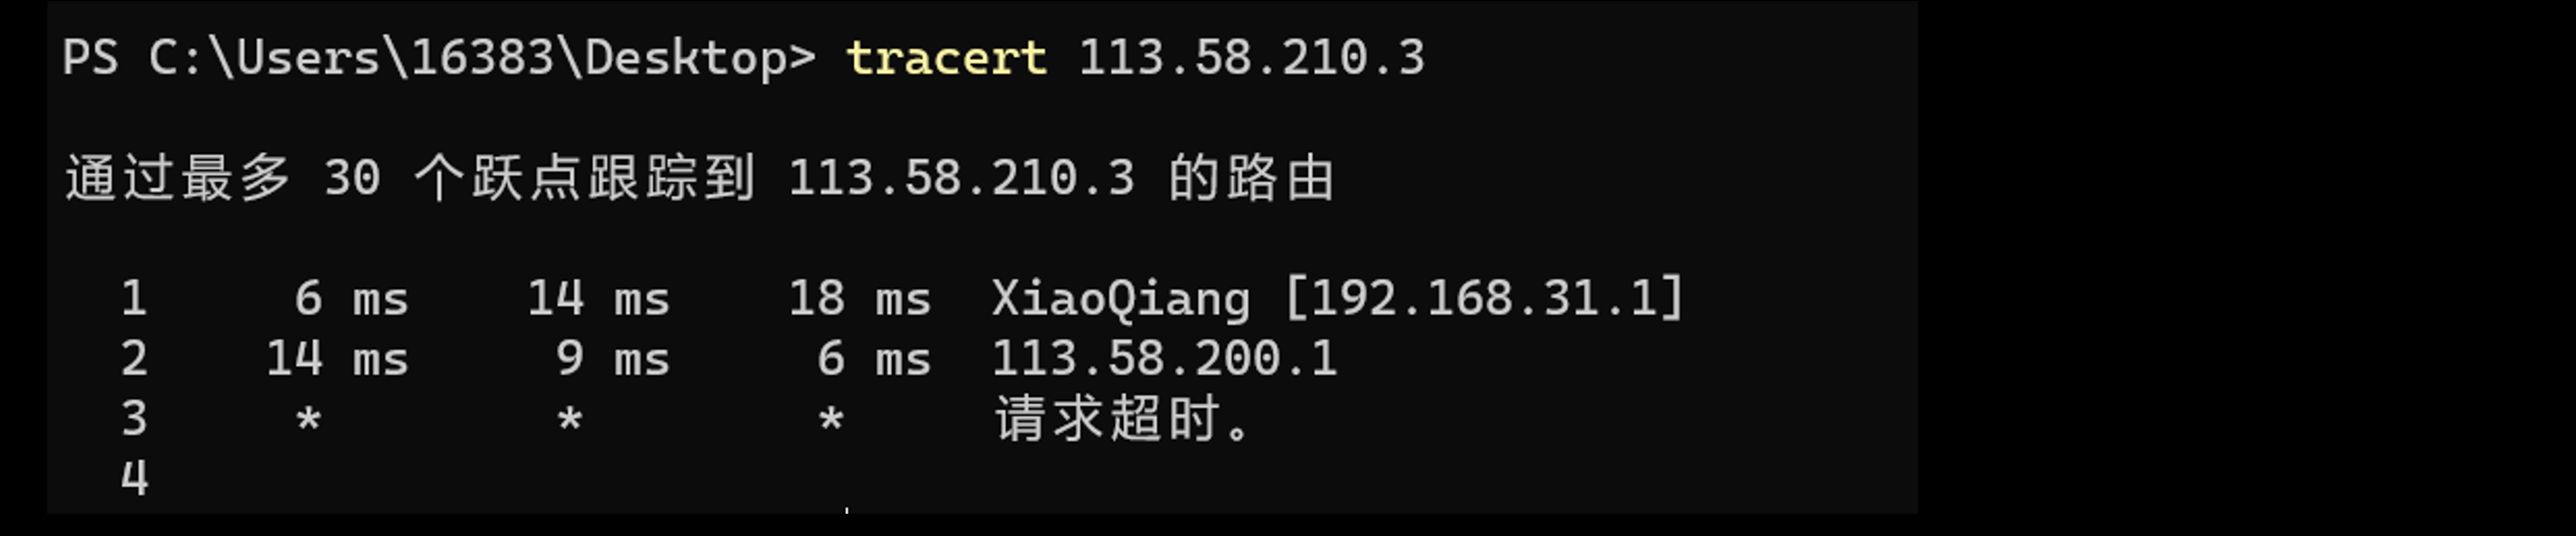 PS C:\Users\16383\Desktop> tracert 113.58.210.3
通过最多 30 个跃点跟踪到 113.58.210.3 的路由
1 6 ms 14 ms 18 ms XiaoQiang [192.168.31.1]
2 14 ms 9 ms 6 ms 113.58.200.1
3 * * * 请求超时。
4